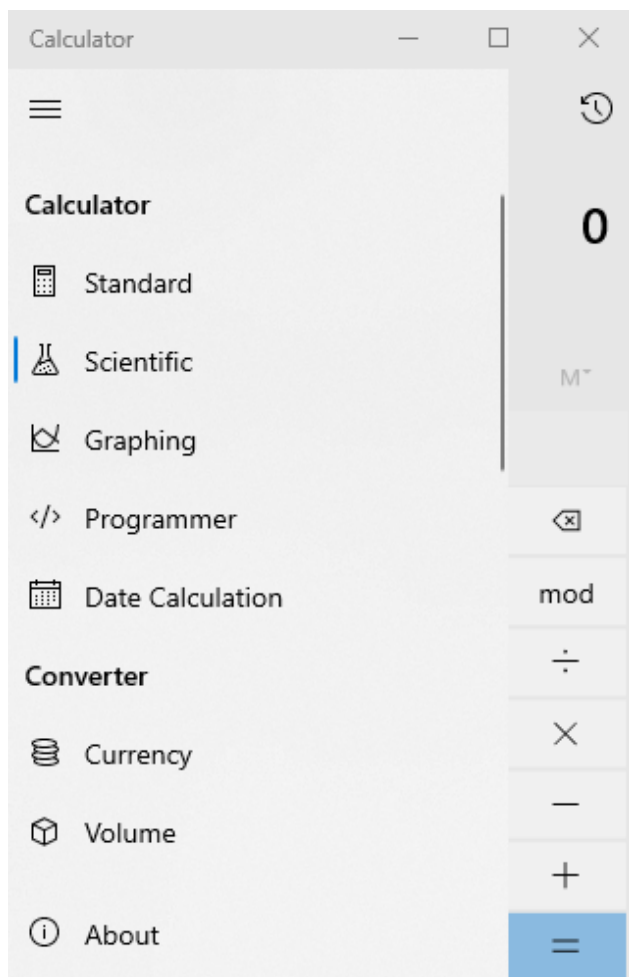 Calculator
Calculator
0
Standard
Scientific
M
Graphing
</> Programmer
Date Calculation
mod
Converter
÷
Currency
×
Volume
−
+
About
=